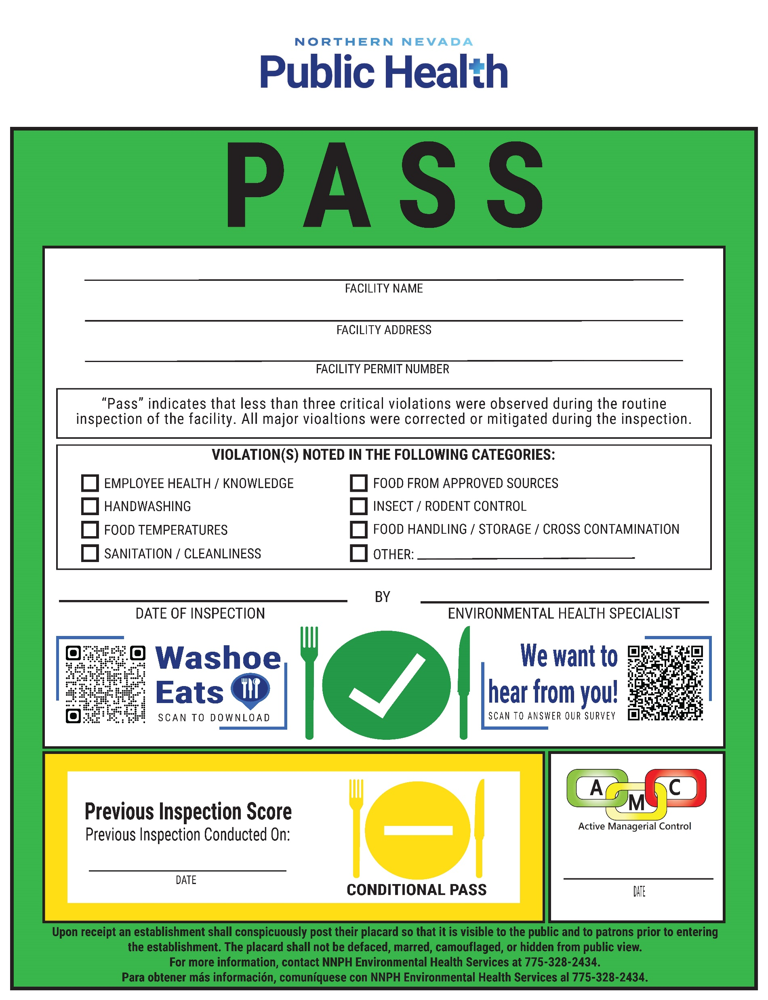 NORTHERN NEVADA
Public Health
PASS
FACILITY NAME
FACILITY ADDRESS
FACILITY PERMIT NUMBER
“Pass” indicates that less than three critical violations were observed during the routine
inspection of the facility. All major vioaltions were corrected or mitigated during the inspection.
VIOLATION(S) NOTED IN THE FOLLOWING CATEGORIES:
EMPLOYEE HEALTH / KNOWLEDGE
HANDWASHING
FOOD TEMPERATURES
SANITATION / CLEANLINESS
FOOD FROM APPROVED SOURCES
INSECT / RODENT CONTROL
FOOD HANDLING / STORAGE / CROSS CONTAMINATION
OTHER:
BY
DATE OF INSPECTION
ENVIRONMENTAL HEALTH SPECIALIST
Washoe
Eats
SCAN TO DOWNLOAD
We want to
hear from you!
SCAN TO ANSWER OUR SURVEY
Previous Inspection Score
Previous Inspection Conducted On:
DATE
CONDITIONAL PASS
A M C
Active Managerial Control
DATE
Upon receipt an establishment shall conspicuously post their placard so that it is visible to the public and to patrons prior to entering
the establishment. The placard shall not be defaced, marred, camouflaged, or hidden from public view.
For more information, contact NNPH Environmental Health Services at 775-328-2434.
Para obtener más información, comuníquese con NNPH Environmental Health Services al 775-328-2434.